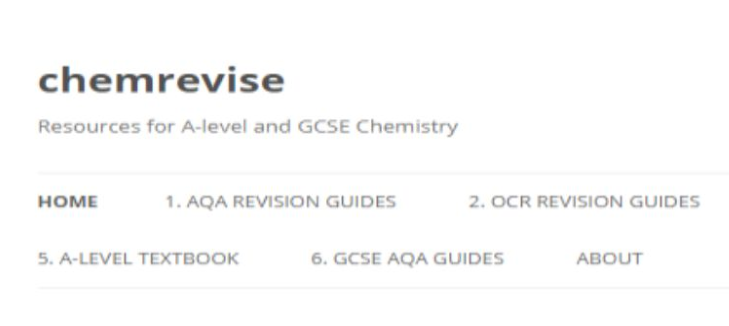 chemrevise
Resources for A-level and GCSE Chemistry
HOME 1. AQA REVISION GUIDES 2. OCR REVISION GUIDES
5. A-LEVEL TEXTBOOK 6. GCSE AQA GUIDES ABOUT